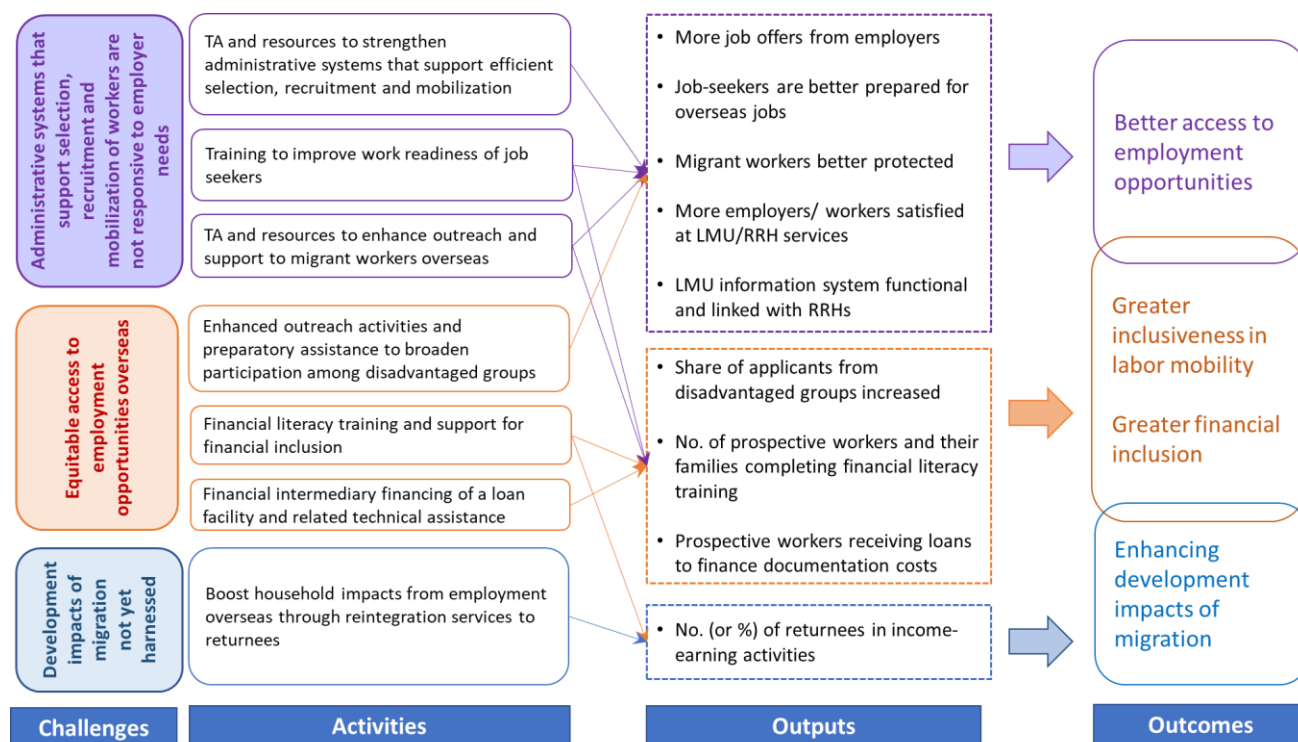 Administrative systems that
support selection,
recruitment and
mobilization of workers are
not responsive to employer
needs
TA and resources to strengthen
administrative systems that support efficient
selection, recruitment and mobilization
Training to improve work readiness of job
seekers
TA and resources to enhance outreach and
support to migrant workers overseas
Equitable access to
employment
opportunities overseas
Enhanced outreach activities and
preparatory assistance to broaden
participation among disadvantaged groups
Financial literacy training and support for
financial inclusion
Financial intermediary financing of a loan
facility and related technical assistance
Development
impacts of
migration
not yet
harnessed
Boost household impacts from employment
overseas through reintegration services to
returnees
• More job offers from employers
• Job-seekers are better prepared for
overseas jobs
• Migrant workers better protected
• More employers/ workers satisfied
at LMU/RRH services
• LMU information system functional
and linked with RRHs
• Share of applicants from
disadvantaged groups increased
• No. of prospective workers and their
families completing financial literacy
training
• Prospective workers receiving loans
to finance documentation costs
• No. (or %) of returnees in income-
earning activities
Better access to
employment
opportunities
Greater
inclusiveness in
labor mobility
Greater financial
inclusion
Enhancing
development
impacts of
migration
Challenges
Activities
Outputs
Outcomes